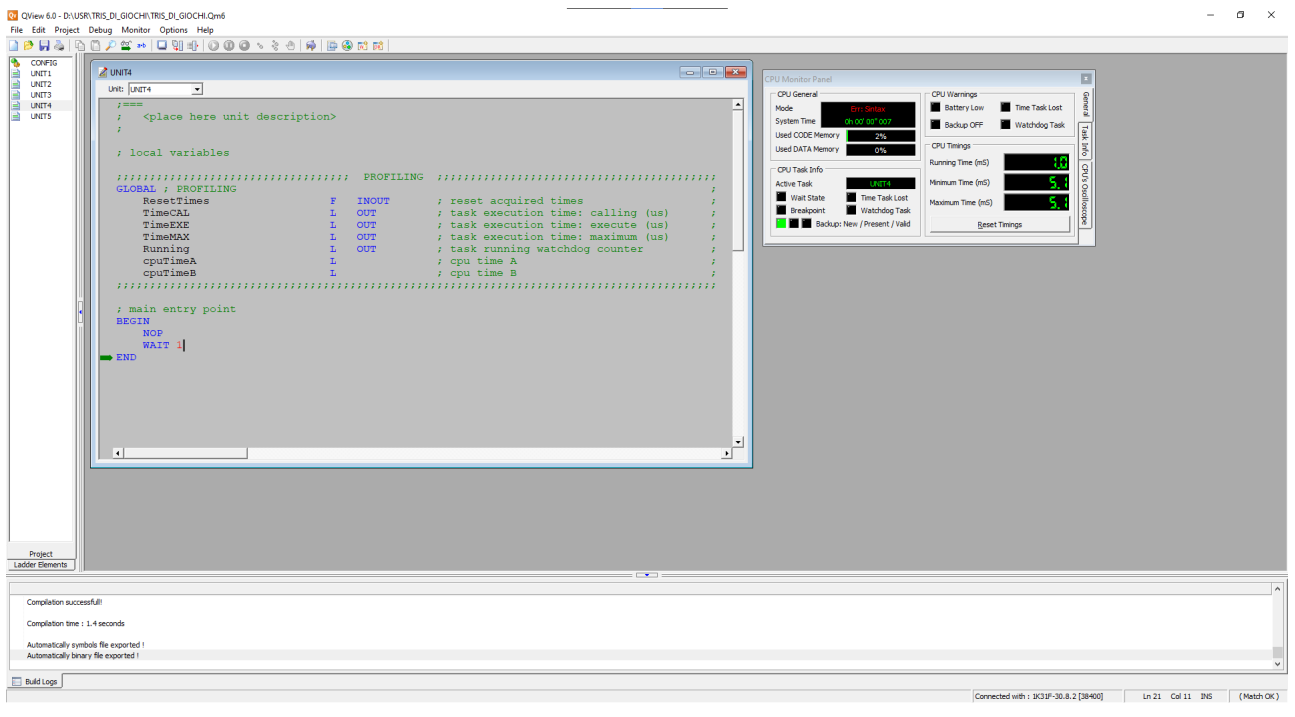 QView 6.0 - D:\USR\TRIS_DI_GIOCHI\TRIS_DI_GIOCHI.Qm6
File Edit Project Debug Monitor Options Help
CONFIG
UNIT1
UNIT2
UNIT3
UNIT4
UNIT5
Project
Ladder Elements
UNIT4
Unit: UNIT4
;===
; <place here unit description>
;
; local variables
;;;;;;;;;;;;;;;;;;;;;;;;;;;;;;;;;;; PROFILING ;;;;;;;;;;;;;;;;;;;;;;;;;;;;;;;;;;;;;;;;;;
GLOBAL ; PROFILING ;
ResetTimes F INOUT ; reset acquired times ;
TimeCAL L OUT ; task execution time: calling (us) ;
TimeEXE L OUT ; task execution time: execute (us) ;
TimeMAX L OUT ; task execution time: maximum (us) ;
Running L OUT ; task running watchdog counter ;
cpuTimeA L ; cpu time A ;
cpuTimeB L ; cpu time B ;
;;;;;;;;;;;;;;;;;;;;;;;;;;;;;;;;;;;;;;;;;;;;;;;;;;;;;;;;;;;;;;;;;;;;;;;;;;;;;;;;;;;;;;;;;;
; main entry point
BEGIN
NOP
WAIT 1
END
CPU Monitor Panel
CPU General
Mode Err: Sintax
System Time 0h 00' 00" 007
Used CODE Memory 2%
Used DATA Memory 0%
CPU Task Info
Active Task UNIT4
Wait State Time Task Lost
Breakpoint Watchdog Task
Backup: New / Present / Valid
CPU Warnings
Battery Low Time Task Lost
Backup OFF Watchdog Task
CPU Timings
Running Time (mS) 1.0
Minimum Time (mS) 5.1
Maximum Time (mS) 5.1
Reset Timings
General
Task Info
CPU's Oscilloscope
Compilation successfull!
Compilation time : 1.4 seconds
Automatically symbols file exported !
Automatically binary file exported !
Build Logs
Connected with : 1K31F-30.8.2 [38400] Ln 21 Col 11 INS ( Match OK )